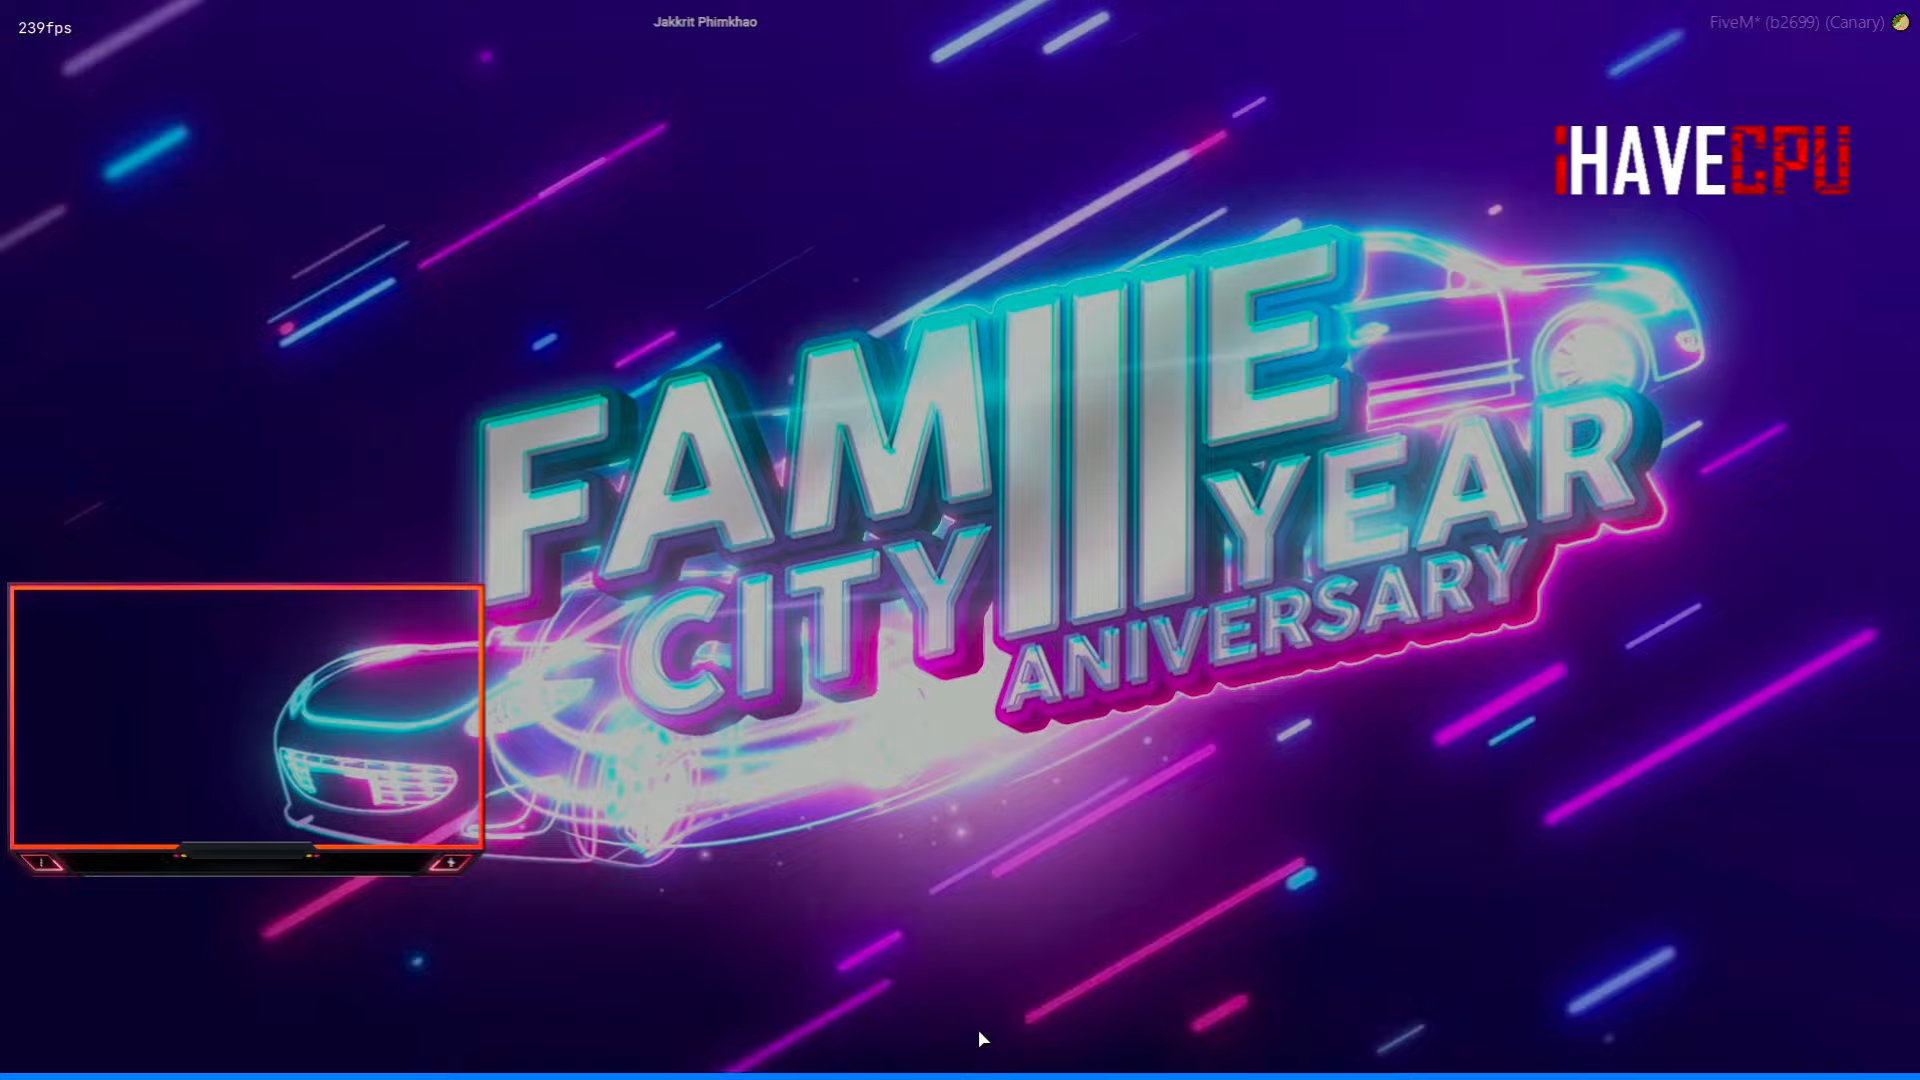 239fps
Jakkrit Phimkhao
FiveM* (b2699) (Canary)
iHAVECPU
FAMIIIE
CITY YEAR
ANIVERSARY